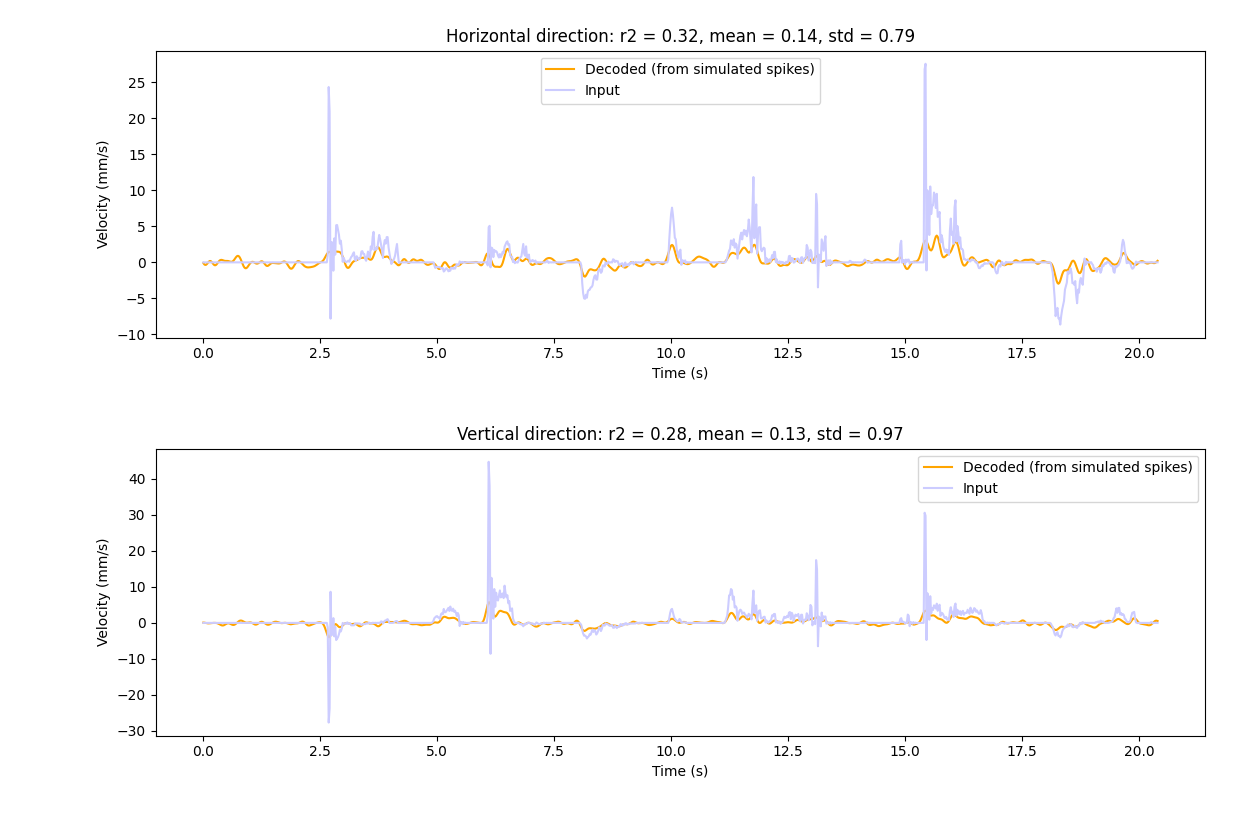 Horizontal direction: r2 = 0.32, mean = 0.14, std = 0.79
Decoded (from simulated spikes)
Input
25
20
15
10
5
0
−5
−10
Velocity (mm/s)
0.0 2.5 5.0 7.5 10.0 12.5 15.0 17.5 20.0
Time (s)
Vertical direction: r2 = 0.28, mean = 0.13, std = 0.97
Decoded (from simulated spikes)
Input
40
30
20
10
0
−10
−20
−30
Velocity (mm/s)
0.0 2.5 5.0 7.5 10.0 12.5 15.0 17.5 20.0
Time (s)